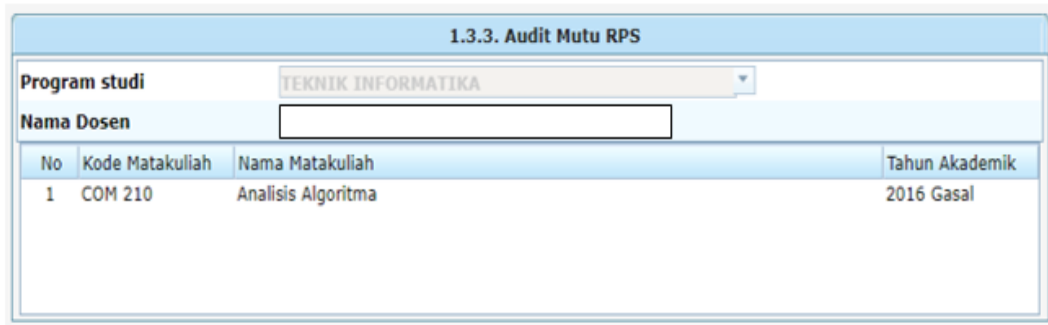 1.3.3. Audit Mutu RPS
Program studi TEKNIK INFORMATIKA
Nama Dosen
No Kode Matakuliah Nama Matakuliah Tahun Akademik
1 COM 210 Analisis Algoritma 2016 Gasal